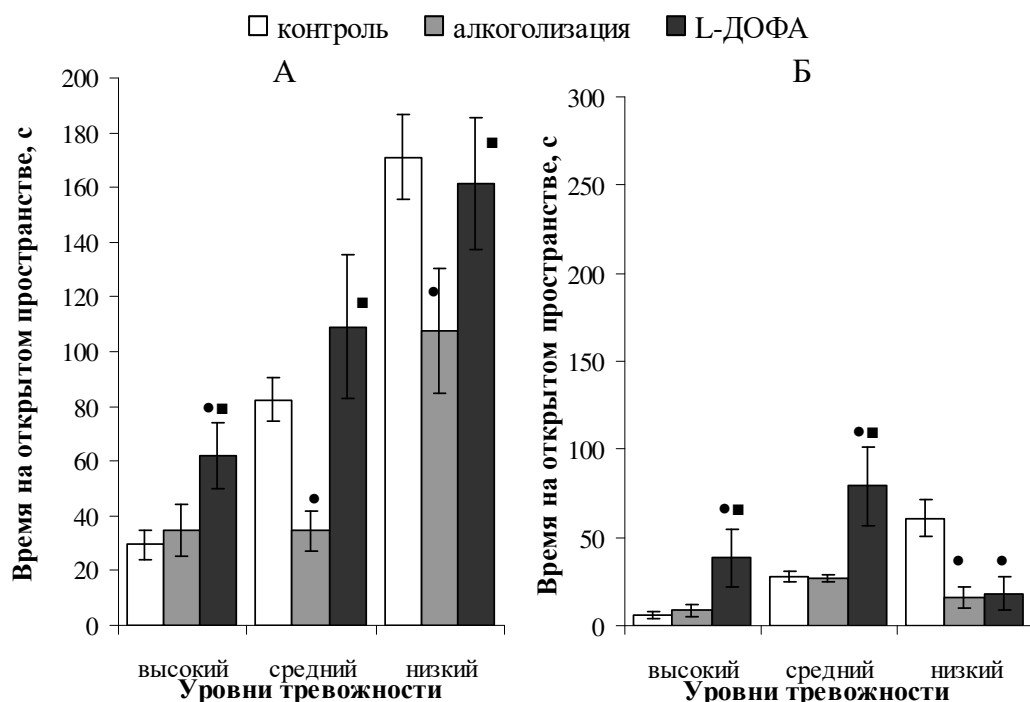 контроль алкоголизация L-ДОФА
А
Время на открытом пространстве, с
200
180
160
140
120
100
80
60
40
20
0
высокий средний низкий
Уровни тревожности
Б
Время на открытом пространстве, с
300
250
200
150
100
50
0
высокий средний низкий
Уровни тревожности